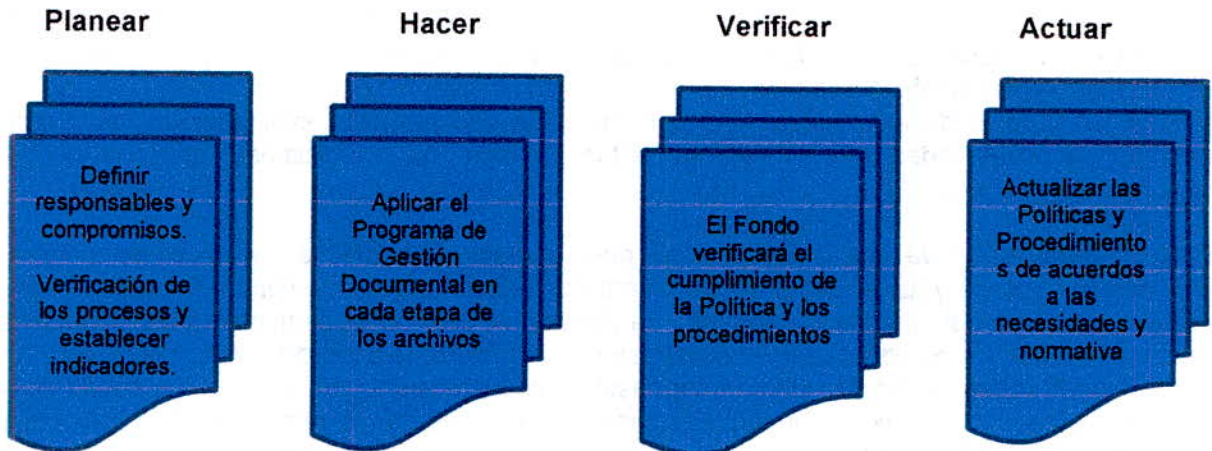 Planear
Hacer
Verificar
Actuar
Definir
responsables y
compromisos.
Verificación de
los procesos y
establecer
indicadores.
Aplicar el
Programa de
Gestión
Documental en
cada etapa de
los archivos
El Fondo
verificará el
cumplimiento de
la Política y los
procedimientos
Actualizar las
Políticas y
Procedimiento
s de acuerdos
a las
necesidades y
normativa